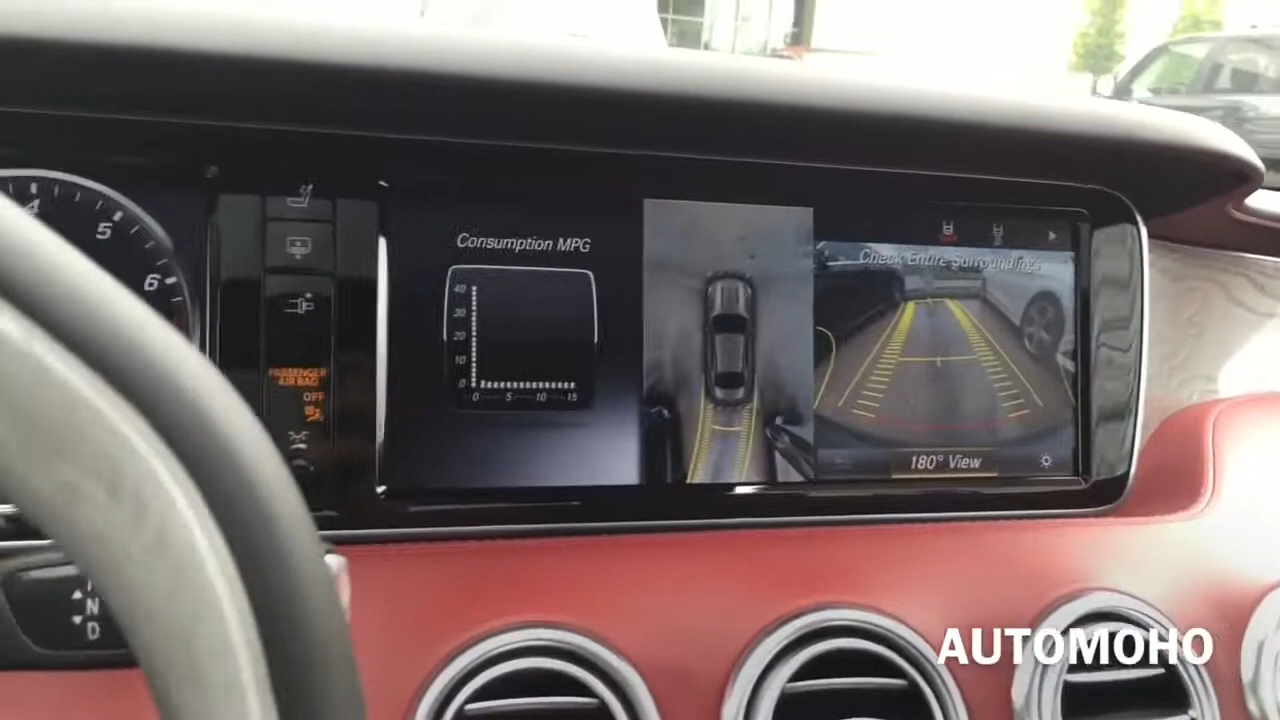 4
5
6
PASSENGER
AIR BAG
OFF
Consumption MPG
40
30
20
10
0
0 5 10 15
Check Entire Surroundings
180° View
N
D
AUTOMOHO